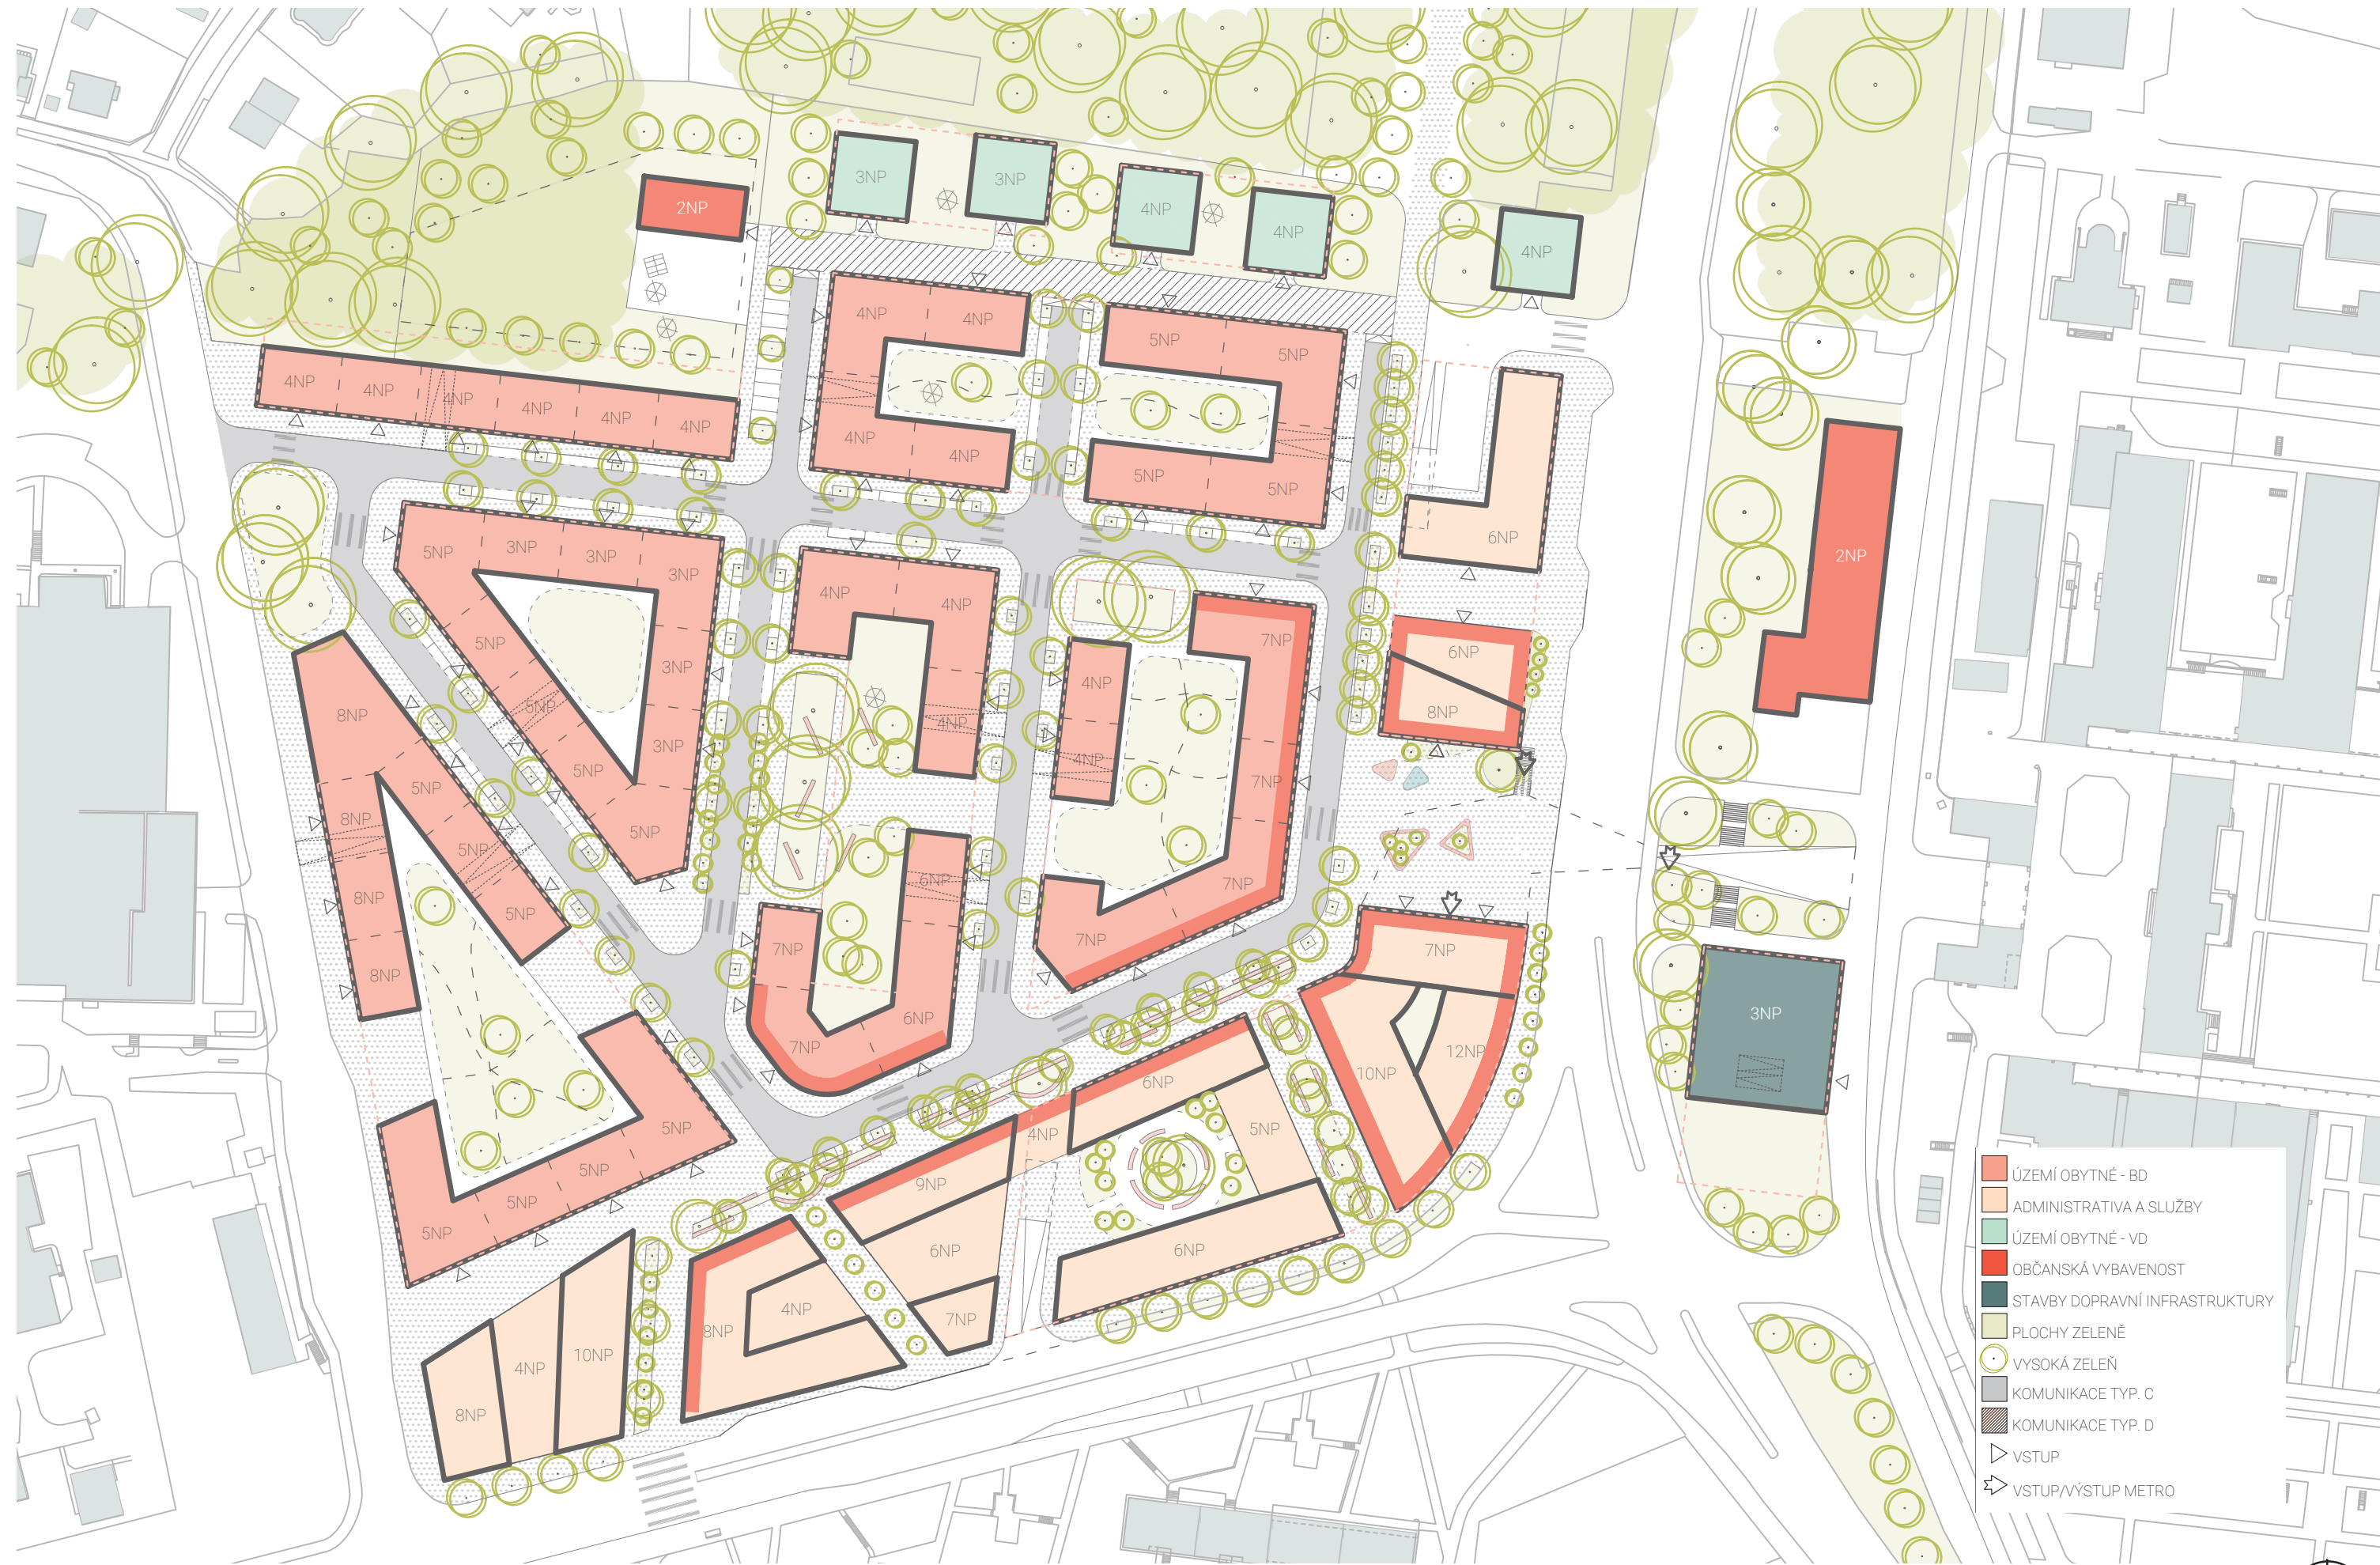 3NP
3NP
4NP
2NP
4NP
4NP
4NP
4NP
5NP
5NP
4NP
4NP
4NP
4NP
4NP
4NP
4NP
4NP
5NP
5NP
6NP
5NP
3NP
3NP
3NP
2NP
4NP
4NP
7NP
5NP
3NP
4NP
6NP
8NP
5NP
4NP
8NP
3NP
4NP
7NP
5NP
5NP
8NP
5NP
5NP
7NP
6NP
8NP
5NP
7NP
7NP
7NP
8NP
6NP
3NP
7NP
12NP
10NP
6NP
5NP
4NP
5NP
5NP
5NP
9NP
5NP
6NP
6NP
4NP
8NP
7NP
10NP
4NP
8NP
ÚZEMÍ OBYTNÉ - BD
ADMINISTRATIVA A SLUŽBY
ÚZEMÍ OBYTNÉ - VD
OBČANSKÁ VYBAVENOST
STAVBY DOPRAVNÍ INFRASTRUKTURY
PLOCHY ZELENĚ
VYSOKÁ ZELEŇ
KOMUNIKACE TYP. C
KOMUNIKACE TYP. D
VSTUP
VSTUP/VÝSTUP METRO